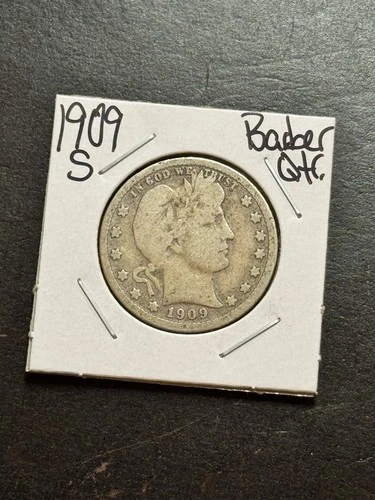 1909
S
Barber
Qtr.
IN GOD WE TRUST
1909